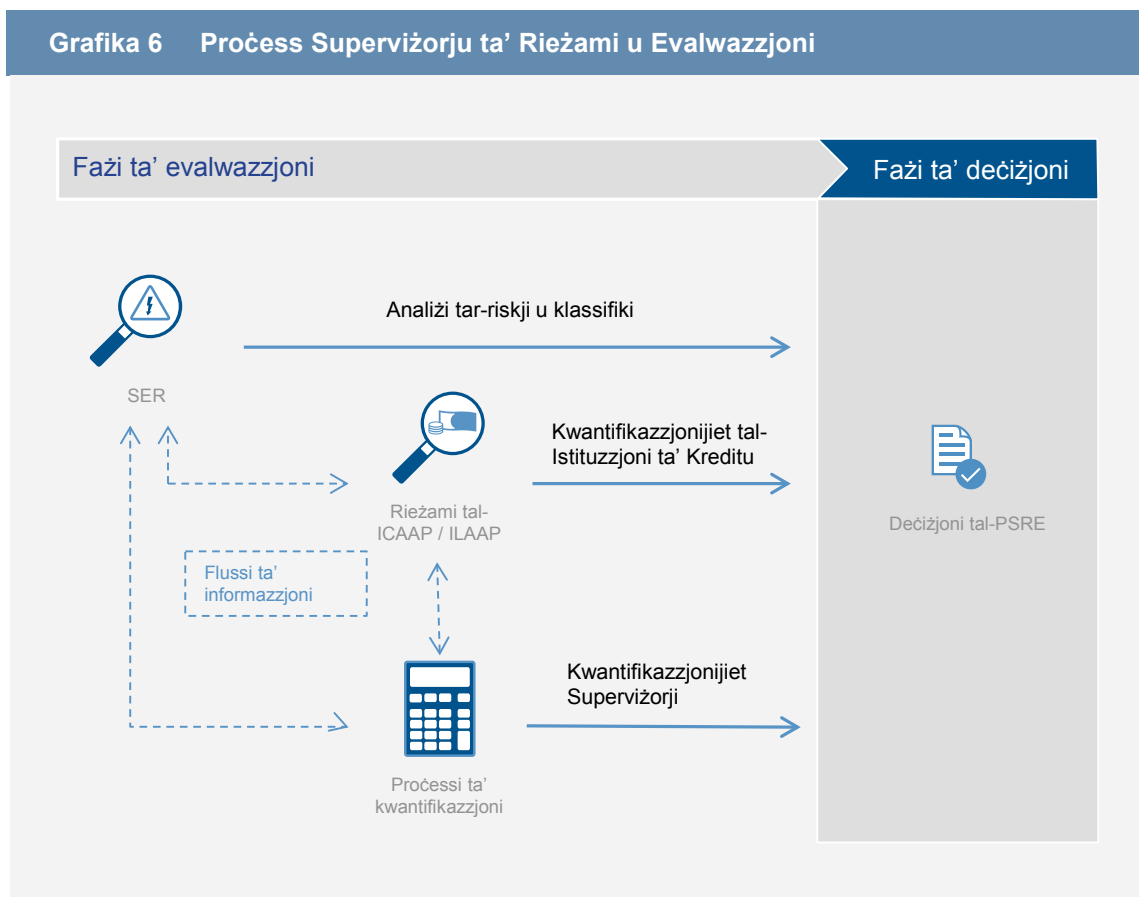 Grafika 6 Proċess Superviżorju ta’ Rieżami u Evalwazzjoni
Fażi ta’ evalwazzjoni
Fażi ta’ deċiżjoni
Analiżi tar-riskji u klassifiki
SER
Kwantifikazzjonijiet tal-
Istituzzjoni ta’ Kreditu
Rieżami tal-
ICAAP / ILAAP
Deċiżjoni tal-PSRE
Flussi ta’
informazzjoni
Kwantifikazzjonijiet
Superviżorji
Proċessi ta’
kwantifikazzjoni